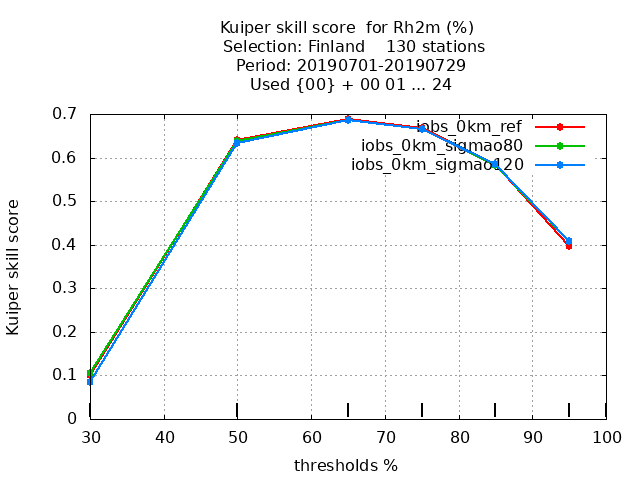 Kuiper skill score  for Rh2m (%)
Selection: Finland    130 stations
Period: 20190701-20190729
Used {00} + 00 01 ... 24
0.7
0.6
0.5
0.4
0.3
0.2
0.1
0
Kuiper skill score
iobs_0km_ref
iobs_0km_sigmao80
iobs_0km_sigmao120
30 40 50 60 70 80 90 100
thresholds %